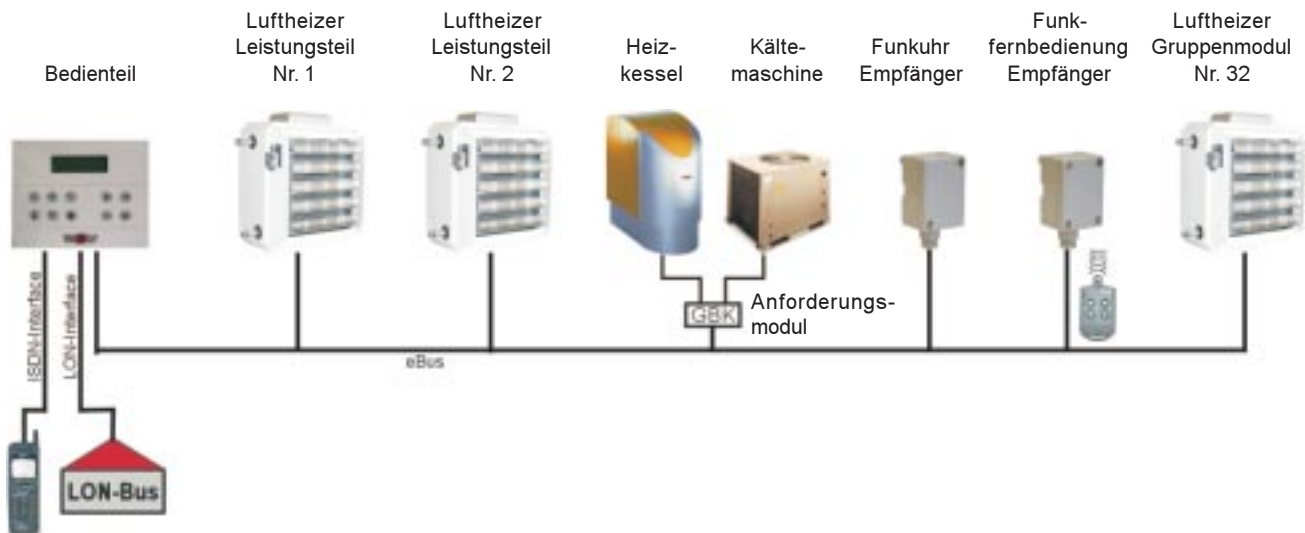 Bedienteil
Luftheizer
Leistungsteil
Nr. 1
Luftheizer
Leistungsteil
Nr. 2
Heiz-
kessel
Kälte-
maschine
Funkuhr
Empfänger
Funk-
fernbedienung
Empfänger
Luftheizer
Gruppenmodul
Nr. 32
GBK
Anforderungs-
modul
eBus
ISDN-Interface
LON-Interface
LON-Bus